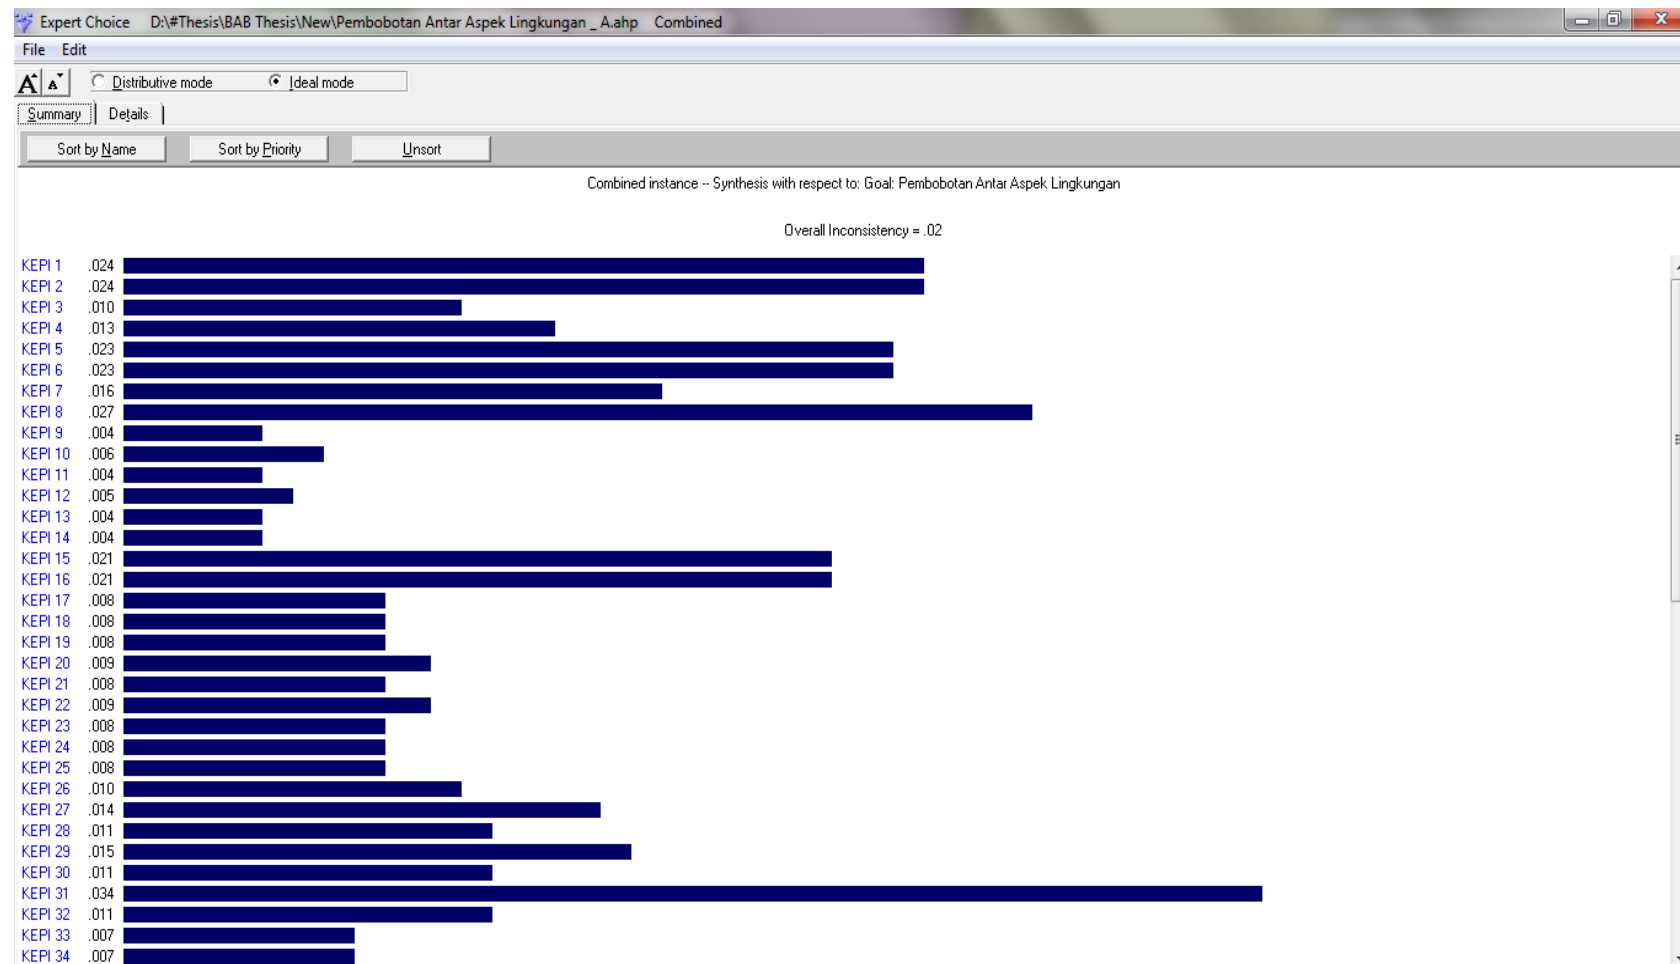 Expert Choice D:\#Thesis\BAB Thesis\New\Pembobotan Antar Aspek Lingkungan _ A.ahp Combined
File Edit
A A Distributive mode Ideal mode
Summary Details
Sort by Name Sort by Priority Unsort
Combined instance -- Synthesis with respect to: Goal: Pembobotan Antar Aspek Lingkungan
Overall Inconsistency = .02
KEPI 1 .024
KEPI 2 .024
KEPI 3 .010
KEPI 4 .013
KEPI 5 .023
KEPI 6 .023
KEPI 7 .016
KEPI 8 .027
KEPI 9 .004
KEPI 10 .006
KEPI 11 .004
KEPI 12 .005
KEPI 13 .004
KEPI 14 .004
KEPI 15 .021
KEPI 16 .021
KEPI 17 .008
KEPI 18 .008
KEPI 19 .008
KEPI 20 .009
KEPI 21 .008
KEPI 22 .009
KEPI 23 .008
KEPI 24 .008
KEPI 25 .008
KEPI 26 .010
KEPI 27 .014
KEPI 28 .011
KEPI 29 .015
KEPI 30 .011
KEPI 31 .034
KEPI 32 .011
KEPI 33 .007
KEPI 34 .007